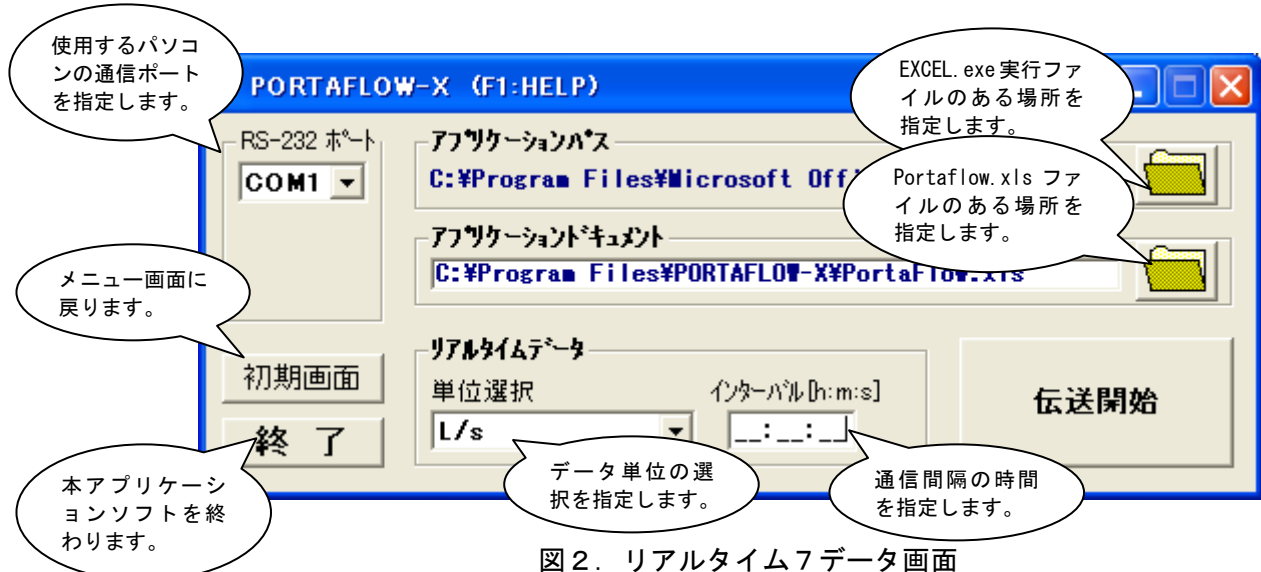 使用するパソコ
ンの通信ポート
を指定します。
EXCEL.exe 実行ファ
イルのある場所を
指定します。
PORTAFLOW-X (F1:HELP)
RS-232 ﾎﾟｰﾄ
COM1
ｱﾌﾟﾘｹｰｼｮﾝﾊﾟｽ
C:¥Program Files¥Microsoft Off
Portaflow.xls ファ
イルのある場所を
指定します。
ｱﾌﾟﾘｹｰｼｮﾝﾄﾞｷｭﾒﾝﾄ
C:¥Program Files¥PORTAFLOW-X¥PortaFlow.xls
メニュー画面に
戻ります。
初期画面
終 了
ﾘｱﾙﾀｲﾑﾃﾞｰﾀ
単位選択
ｲﾝﾀｰﾊﾞﾙ[h:m:s]
L/s
__:__:__
伝送開始
データ単位の選
択を指定します。
通信間隔の時間
を指定します。
本アプリケーシ
ョンソフトを終
わります。
図２．リアルタイム７データ画面